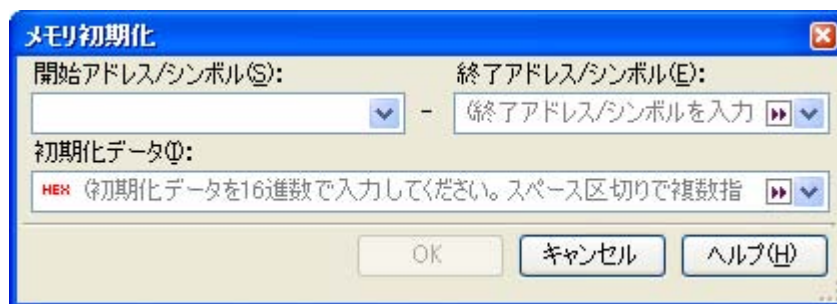 メモリ初期化
開始アドレス/シンボル(S): 終了アドレス/シンボル(E):
- (終了アドレス/シンボルを入力
初期化データ(I):
HEX (初期化データを16進数で入力してください。スペース区切りで複数指
OK キャンセル ヘルプ(H)